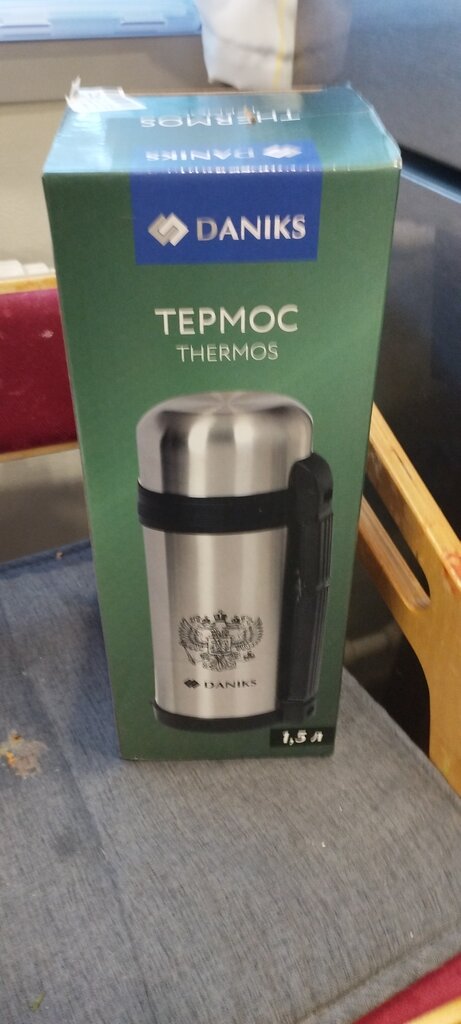 THERMOS
DANIKS
DANIKS
ТЕРМОС
THERMOS
DANIKS
1,5 л